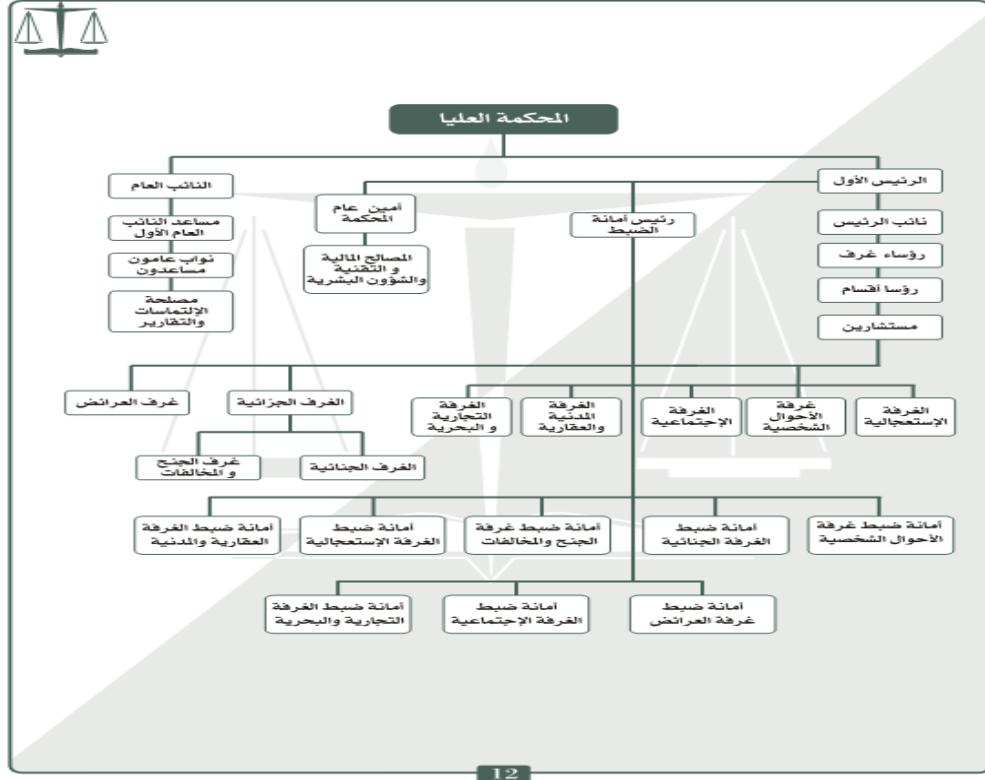 المحكمة العليا
الرئيس الأول
نائب الرئيس
رؤساء غرف
رؤسا أقسام
مستشارين
رئيس أمانة
الضبط
أمين عام
المحكمة
المصالح المالية
و التقنية
والشؤون البشرية
النائب العام
مساعد النائب
العام الأول
نواب عامون
مساعدون
مصلحة
الإلتماسات
والتقارير
الغرفة
الإستعجالية
غرفة
الأحوال
الشخصية
الغرفة
الإجتماعية
الغرفة
المدنية
والعقارية
الغرفة
التجارية
و البحرية
الغرف الجزائية
غرف العرائض
الغرف الجنائية
غرف الجنح
و المخالفات
أمانة ضبط غرفة
الأحوال الشخصية
أمانة ضبط
الغرفة الجنائية
أمانة ضبط غرفة
الجنح والمخالفات
أمانة ضبط
الغرفة الإستعجالية
أمانة ضبط الغرفة
العقارية والمدنية
أمانة ضبط
غرفة العرائض
أمانة ضبط
الغرفة الإجتماعية
أمانة ضبط الغرفة
التجارية والبحرية
12